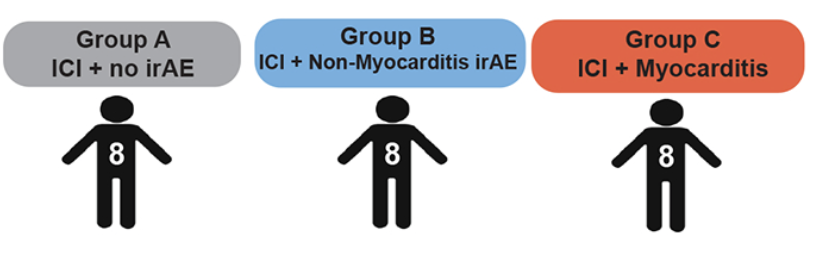 Group A
ICI + no irAE
Group B
ICI + Non-Myocarditis irAE
Group C
ICI + Myocarditis
8
8
8